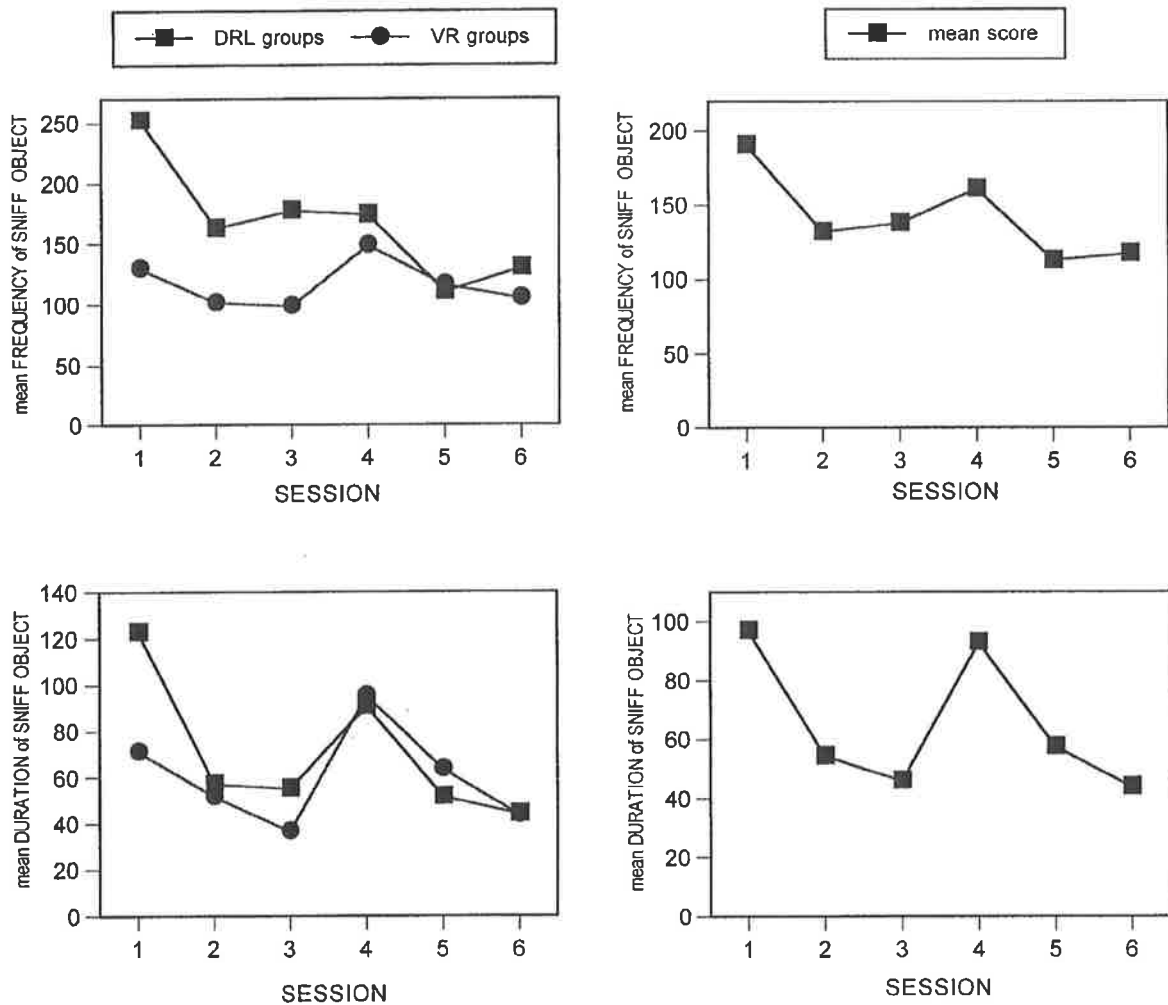 DRL groups VR groups
mean score
mean FREQUENCY of SNIFF OBJECT
250
200
150
100
50
0
1 2 3 4 5 6
SESSION
mean FREQUENCY of SNIFF OBJECT
200
150
100
50
0
1 2 3 4 5 6
SESSION
mean DURATION of SNIFF OBJECT
140
120
100
80
60
40
20
0
1 2 3 4 5 6
SESSION
mean DURATION of SNIFF OBJECT
100
80
60
40
20
0
1 2 3 4 5 6
SESSION